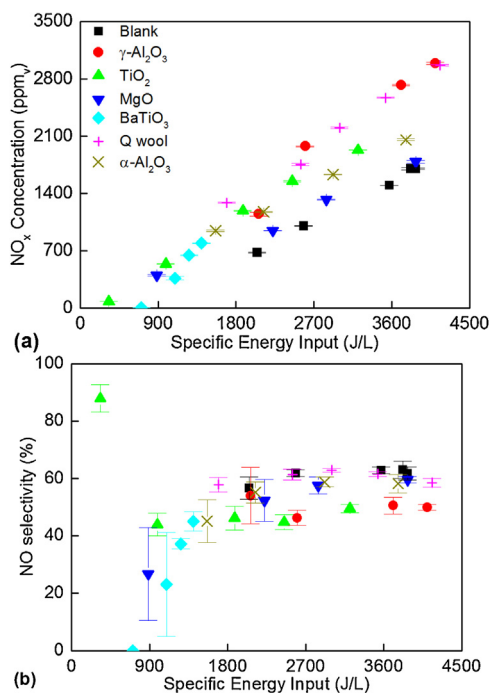 3500
2800
2100
1400
700
0
NOx Concentration (ppmv)
Blank
γ-Al2O3
TiO2
MgO
BaTiO3
Q wool
α-Al2O3
0 900 1800 2700 3600 4500
(a) Specific Energy Input (J/L)
100
80
60
40
20
0
NO selectivity (%)
0 900 1800 2700 3600 4500
(b) Specific Energy Input (J/L)